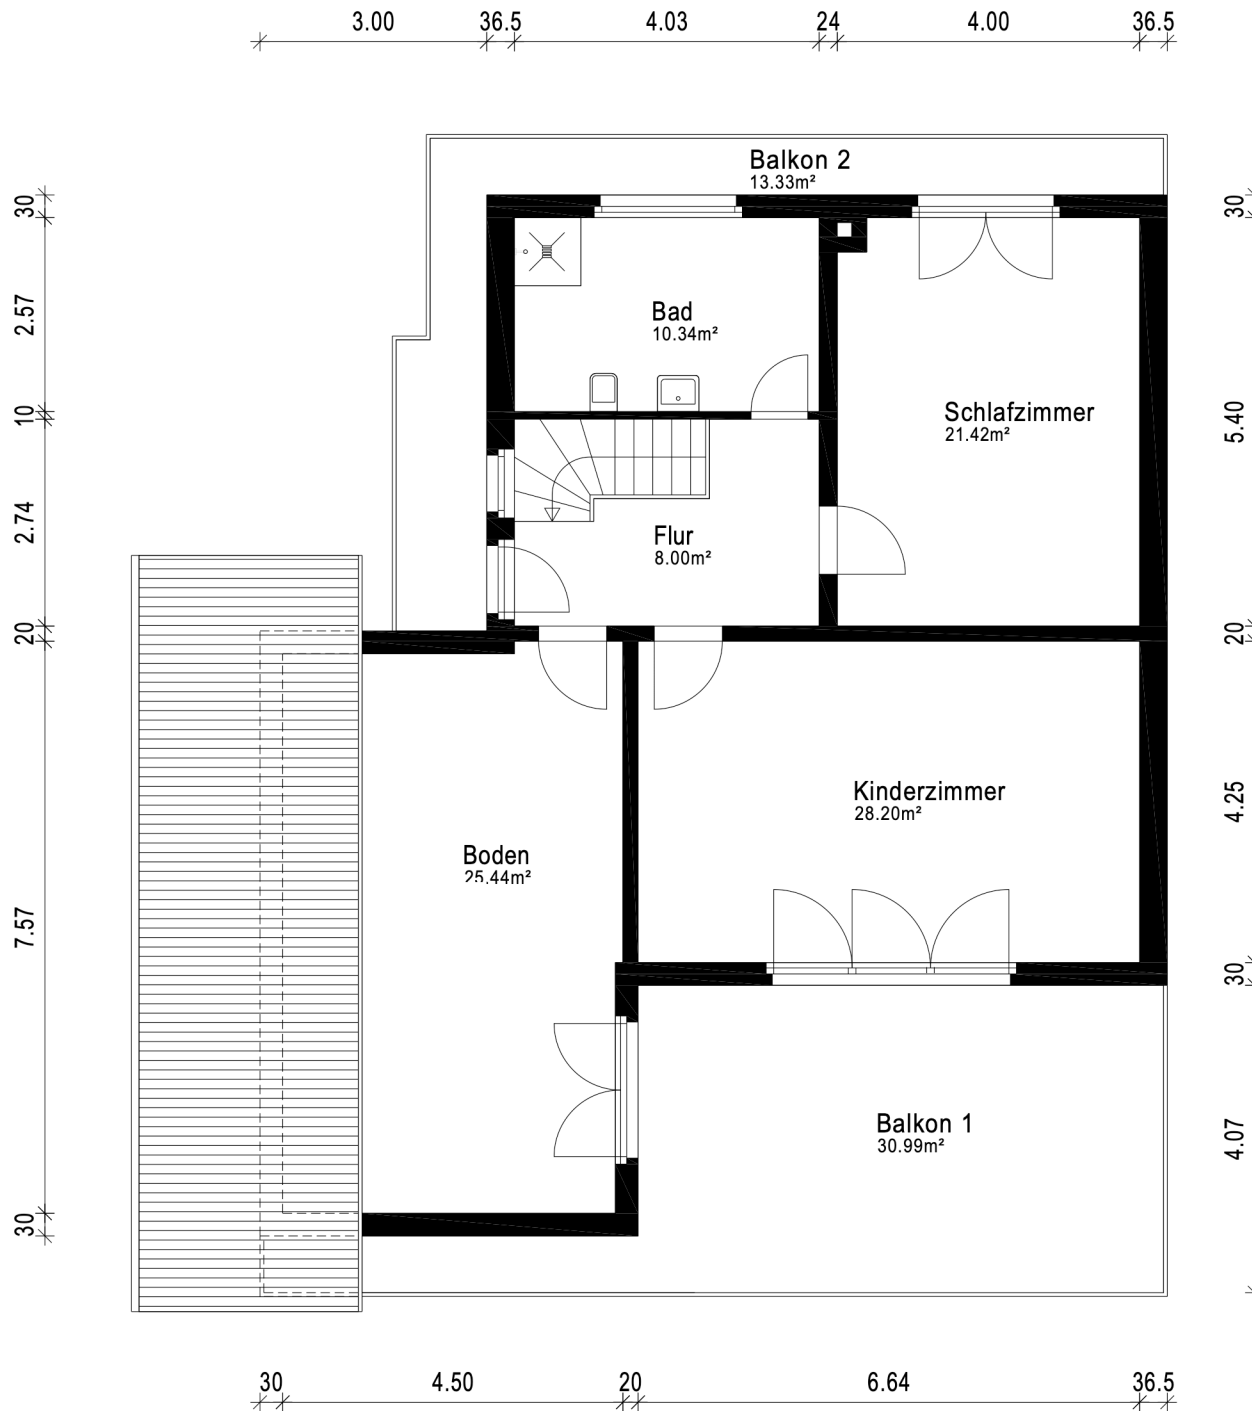 3.00 36.5 4.03 24 4.00 36.5
Balkon 2
13.33m²
30
30
2.57
Bad
10.34m²
10
Schlafzimmer
21.42m²
5.40
2.74
Flur
8.00m²
20
20
Kinderzimmer
28.20m²
4.25
Boden
25.44m²
7.57
30
Balkon 1
30.99m²
4.07
30
30 4.50 20 6.64 36.5